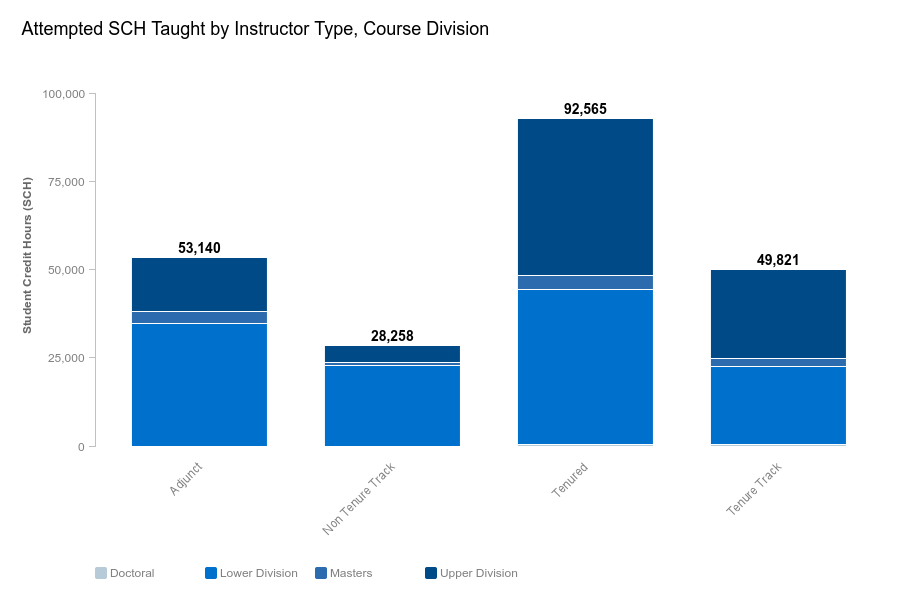 Attempted SCH Taught by Instructor Type, Course Division
Student Credit Hours (SCH)
100,000
75,000
50,000
25,000
0
53,140
28,258
92,565
49,821
Adjunct
Non Tenure Track
Tenured
Tenure Track
Doctoral
Lower Division
Masters
Upper Division